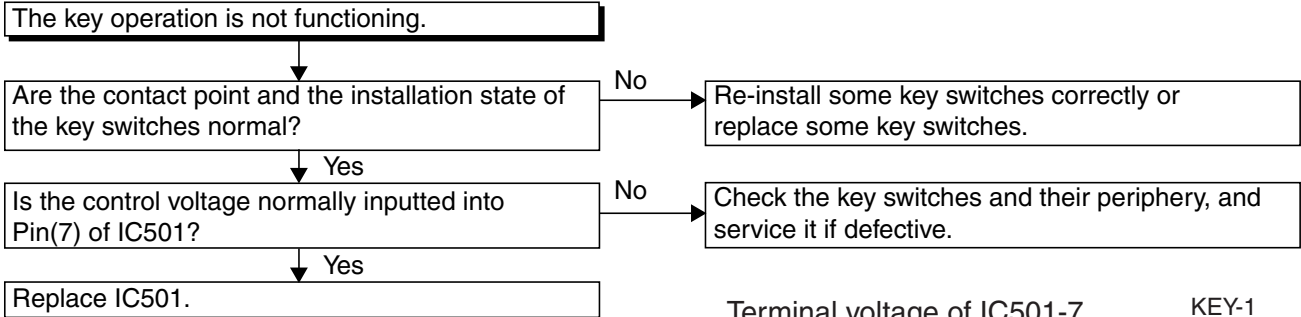 The key operation is not functioning.
Are the contact point and the installation state of
the key switches normal?
No
Re-install some key switches correctly or
replace some key switches.
Yes
Is the control voltage normally inputted into
Pin(7) of IC501?
No
Check the key switches and their periphery, and
service it if defective.
Yes
Replace IC501.
Terminal voltage of IC501-7
KEY-1